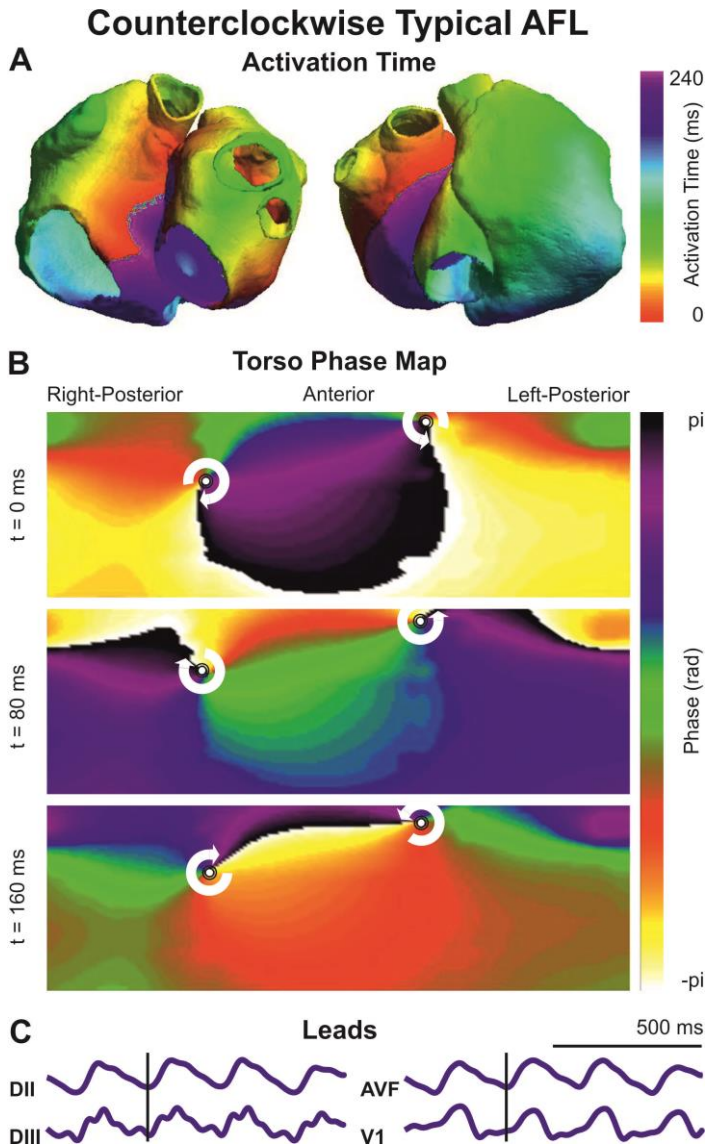 Counterclockwise Typical AFL
A
Activation Time
240
Activation Time (ms)
0
B
Torso Phase Map
Right-Posterior
Anterior
Left-Posterior
t = 0 ms
t = 80 ms
t = 160 ms
pi
Phase (rad)
-pi
C
Leads
500 ms
DII
AVF
DIII
V1